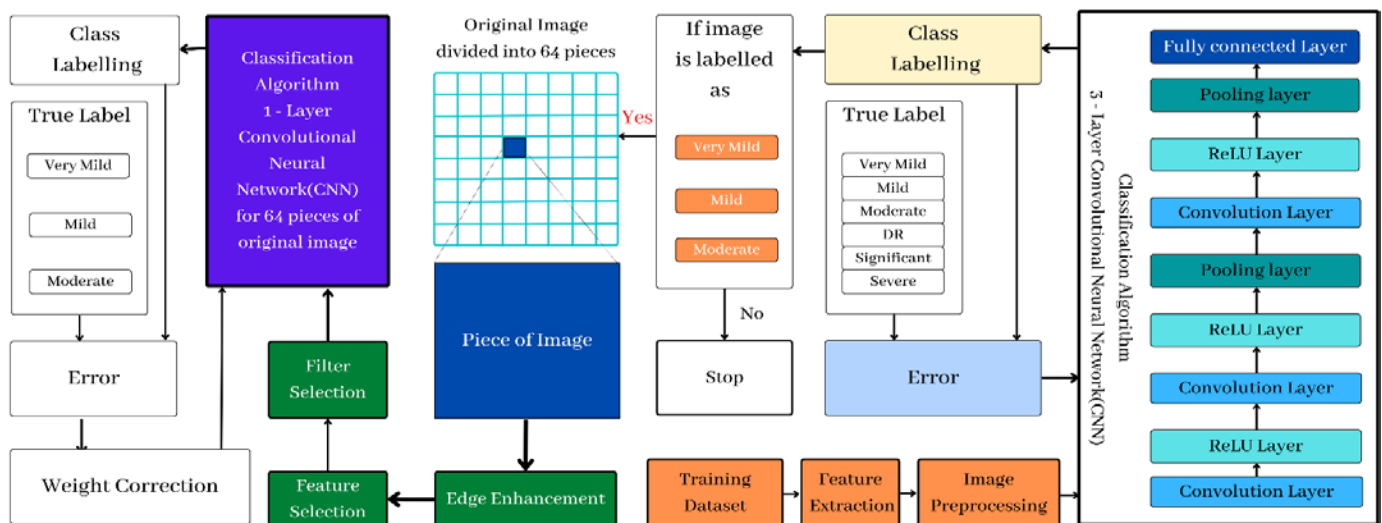 Class
Labelling
True Label
Very Mild
Mild
Moderate
Error
Weight Correction
Classification
Algorithm
1 - Layer
Convolutional
Neural
Network(CNN)
for 64 pieces of
original image
Filter
Selection
Feature
Selection
Original Image
divided into 64 pieces
Piece of Image
Edge Enhancement
Yes
If image
is labelled
as
Very Mild
Mild
Moderate
No
Stop
Class
Labelling
True Label
Very Mild
Mild
Moderate
DR
Significant
Severe
Error
Training
Dataset
Feature
Extraction
Image
Preprocessing
Classification Algorithm
3 - Layer Convolutional Neural Network(CNN)
Fully connected Layer
Pooling layer
ReLU Layer
Convolution Layer
Pooling layer
ReLU Layer
Convolution Layer
ReLU Layer
Convolution Layer